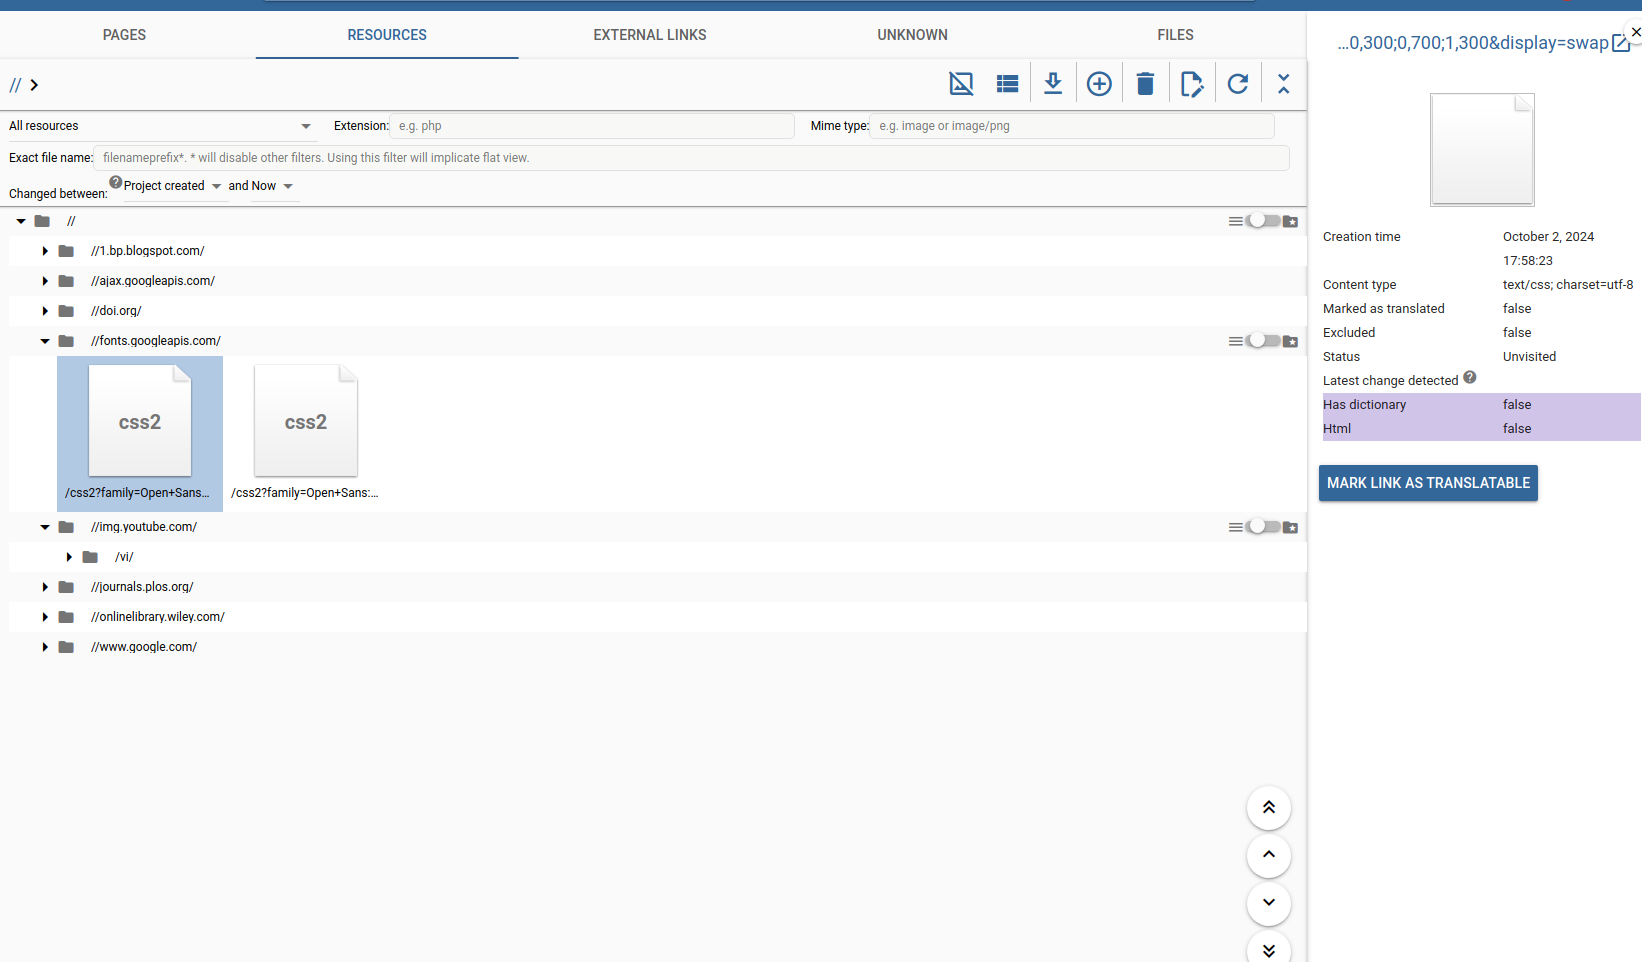 PAGES
RESOURCES
EXTERNAL LINKS
UNKNOWN
FILES
//
All resources
Extension: e.g. php
Mime type: e.g. image or image/png
Exact file name: filenameprefix*. * will disable other filters. Using this filter will implicate flat view.
Changed between: ? Project created and Now
//
//1.bp.blogspot.com/
//ajax.googleapis.com/
//doi.org/
//fonts.googleapis.com/
css2
css2
/css2?family=Open+Sans...
/css2?family=Open+Sans:...
//img.youtube.com/
/vi/
//journals.plos.org/
//onlinelibrary.wiley.com/
//www.google.com/
...0,300;0,700;1,300&display=swap
Creation time October 2, 2024
17:58:23
Content type text/css; charset=utf-8
Marked as translated false
Excluded false
Status Unvisited
Latest change detected ?
Has dictionary false
Html false
MARK LINK AS TRANSLATABLE